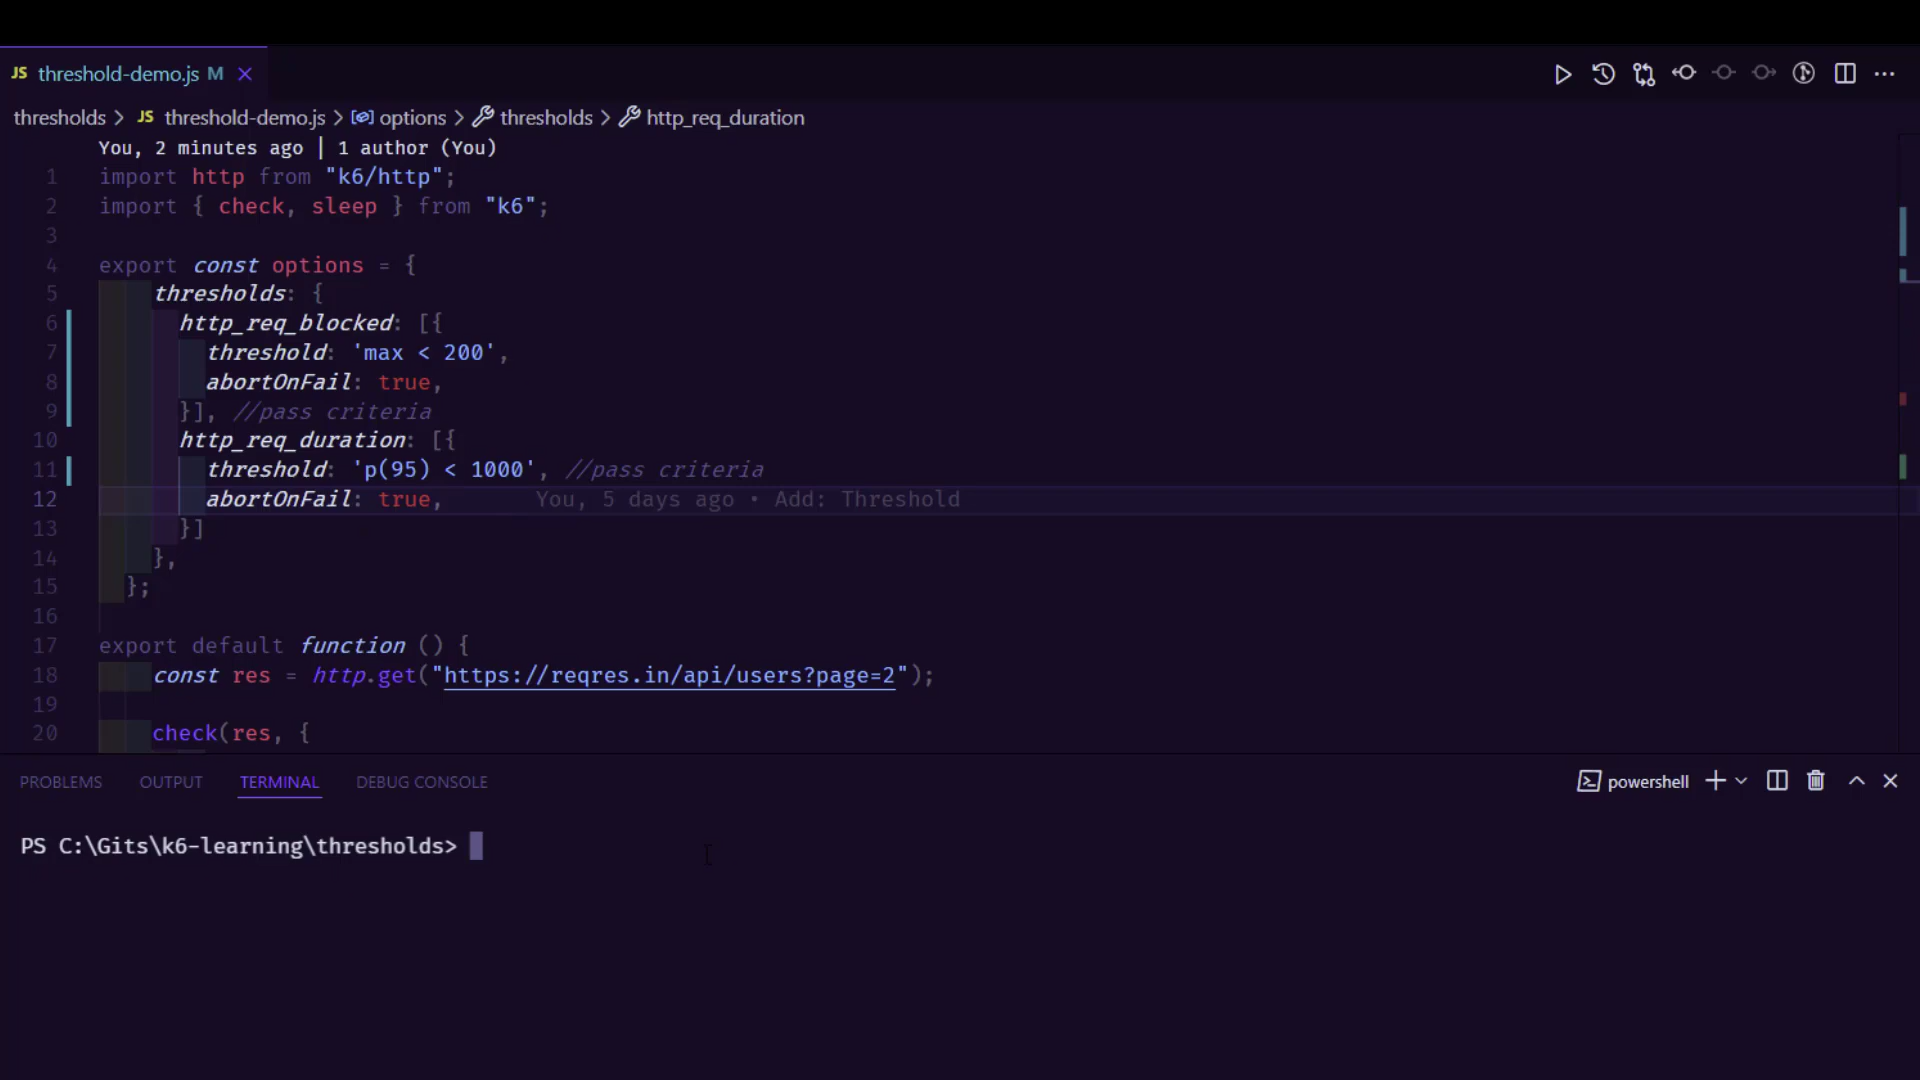 JS threshold-demo.js M
thresholds > JS threshold-demo.js > options > thresholds > http_req_duration
You, 2 minutes ago | 1 author (You)
1 import http from "k6/http";
2 import { check, sleep } from "k6";
3
4 export const options = {
5 thresholds: {
6 http_req_blocked: [{
7 threshold: 'max < 200',
8 abortOnFail: true,
9 }], //pass criteria
10 http_req_duration: [{
11 threshold: 'p(95) < 1000', //pass criteria
12 abortOnFail: true, You, 5 days ago • Add: Threshold
13 }]
14 },
15 };
16
17 export default function () {
18 const res = http.get("https://reqres.in/api/users?page=2");
19
20 check(res, {
PROBLEMS OUTPUT TERMINAL DEBUG CONSOLE powershell
PS C:\Gits\k6-learning\thresholds>